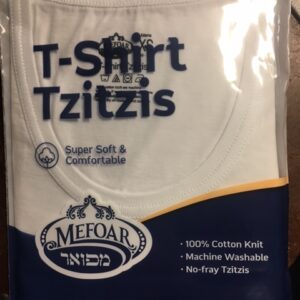 T-Shirt
Tzitzis
Super Soft &
Comfortable
MEFOAR
מפואר
• 100% Cotton Knit
• Machine Washable
• No-fray Tzitzis